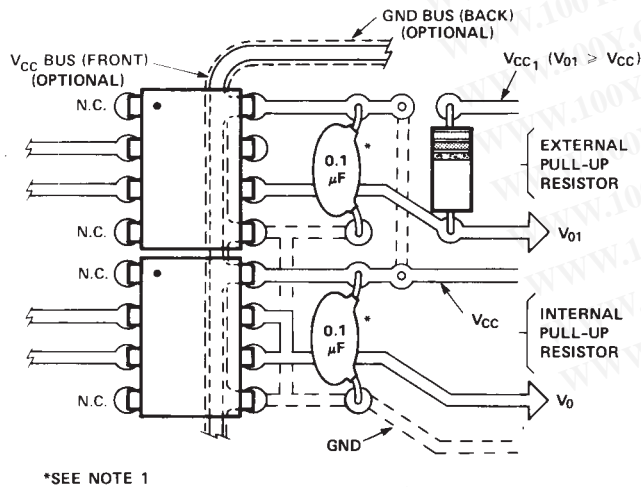 GND BUS (BACK)
(OPTIONAL)
VCC BUS (FRONT)
(OPTIONAL)
VCC1 (V01 ≥ VCC)
N.C.
0.1
µF
*
EXTERNAL
PULL-UP
RESISTOR
N.C.
V01
N.C.
VCC
0.1
µF
*
INTERNAL
PULL-UP
RESISTOR
N.C.
V0
GND
*SEE NOTE 1